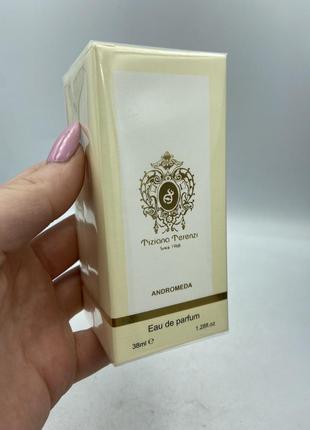 Tiziana Terenzi
Since 1968
ANDROMEDA
Eau de parfum
38ml ℮
1.28fl.oz